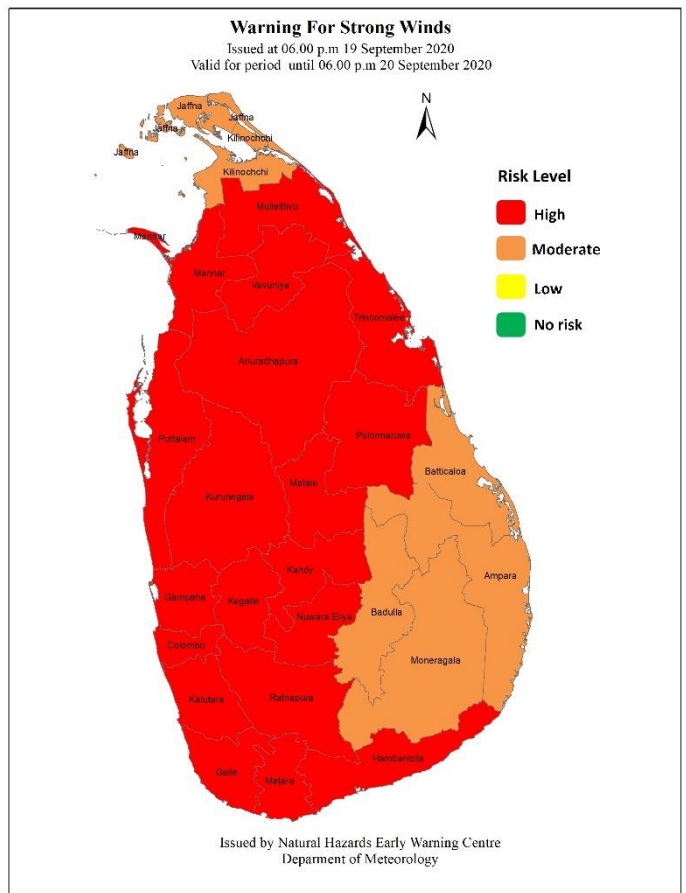 Warning For Strong Winds
Issued at 06.00 p.m 19 September 2020
Valid for period until 06.00 p.m 20 September 2020
N
Jaffna
Jaffna
Jaffna
Kilinochchi
Jaffna
Kilinochchi
Risk Level
High
Moderate
Low
No risk
Mullaitivu
Mannar
Mannar
Vavuniya
Trincomalee
Anuradhapura
Polonnaruwa
Puttalam
Batticaloa
Matale
Kurunegala
Kandy
Ampara
Gampaha
Kegalle
Nuwara Eliya
Badulla
Colombo
Moneragala
Kalutara
Ratnapura
Hambantota
Galle
Matara
Issued by Natural Hazards Early Warning Centre
Deparment of Meteorology